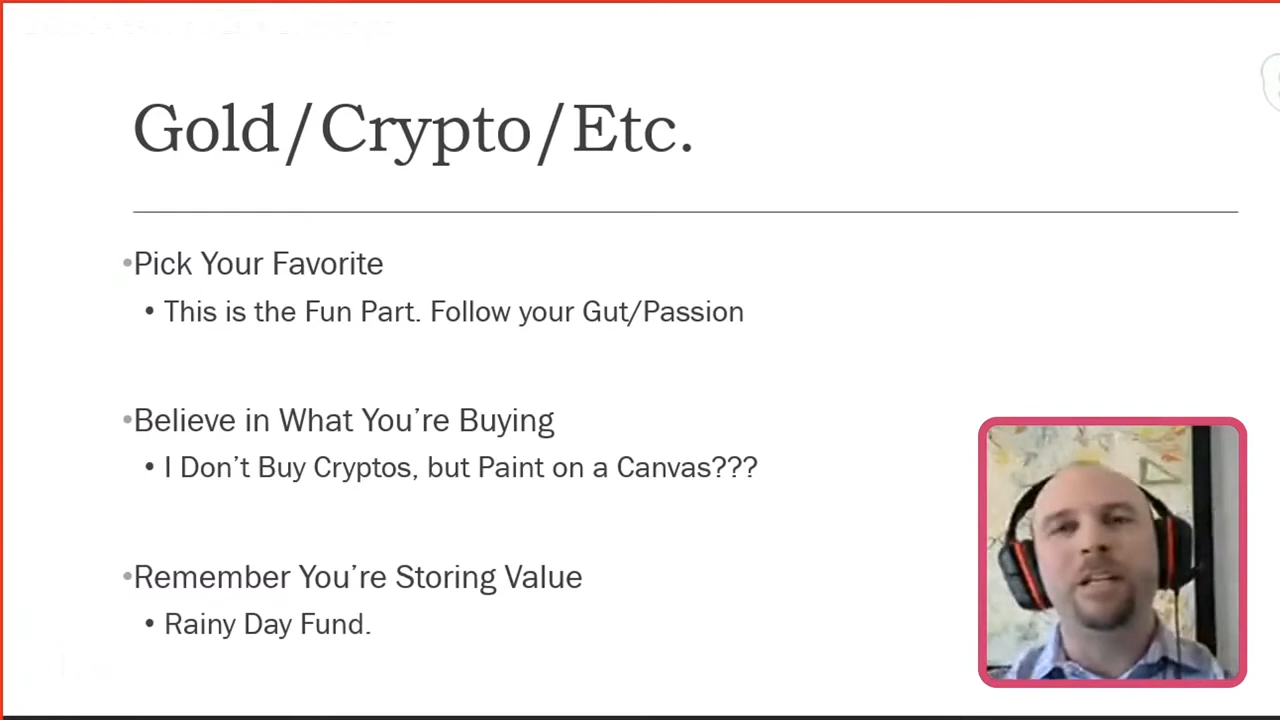 Gold/Crypto/Etc.
•Pick Your Favorite
• This is the Fun Part. Follow your Gut/Passion
•Believe in What You’re Buying
• I Don’t Buy Cryptos, but Paint on a Canvas???
•Remember You’re Storing Value
• Rainy Day Fund.